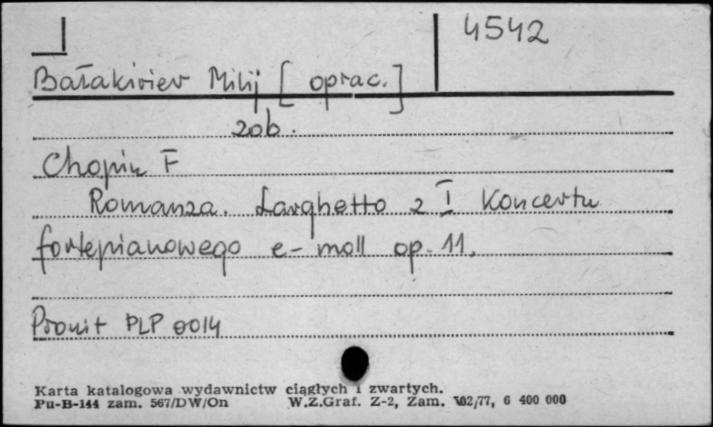 4542
Bałakiriev Milij [oprac.]
zob.
Chopin F
Romanza. Larghetto z I Koncertu
fortepianowego e-moll op. 11.
Pronit PLP 0014
Karta katalogowa wydawnictw ciągłych i zwartych.
Pu-B-144 zam. 567/DW/On W.Z.Graf. Z-2, Zam. 102/77, 6 400 000